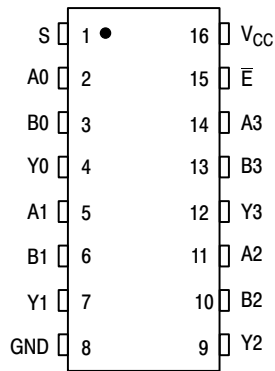 S 1 16 VCC
A0 2 15 E̅
B0 3 14 A3
Y0 4 13 B3
A1 5 12 Y3
B1 6 11 A2
Y1 7 10 B2
GND 8 9 Y2